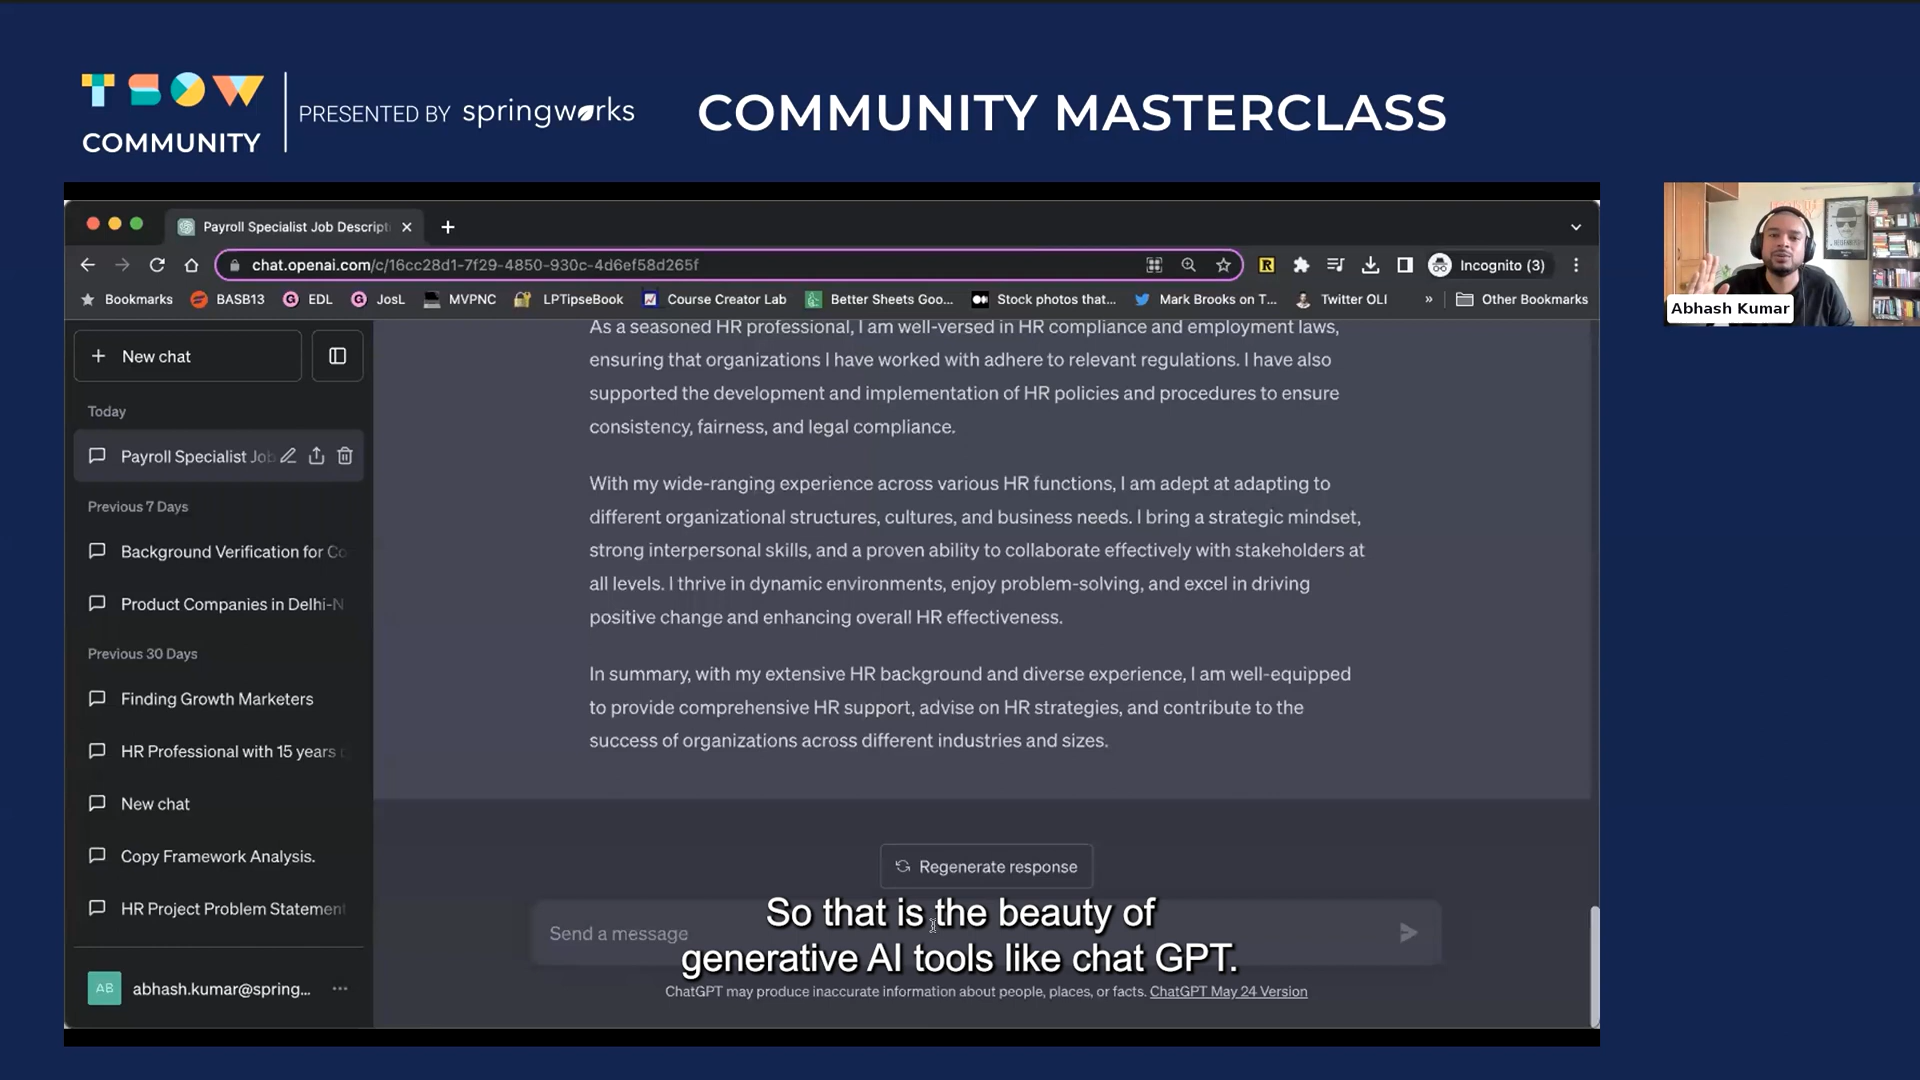 TSOW
COMMUNITY
PRESENTED BY springworks
COMMUNITY MASTERCLASS
Payroll Specialist Job Descript
chat.openai.com/c/16cc28d1-7f29-4850-930c-4d6ef58d265f
R
Incognito (3)
Bookmarks
BASB13
EDL
JosL
MVPNC
LPTipseBook
Course Creator Lab
Better Sheets Goo...
Stock photos that...
Mark Brooks on T...
Twitter OLI
»
Other Bookmarks
Abhash Kumar
New chat
Today
Payroll Specialist Job
Previous 7 Days
Background Verification for Co
Product Companies in Delhi-N
Previous 30 Days
Finding Growth Marketers
HR Professional with 15 years
New chat
Copy Framework Analysis.
HR Project Problem Statement
AB
abhash.kumar@spring...
As a seasoned HR professional, I am well-versed in HR compliance and employment laws,
ensuring that organizations I have worked with adhere to relevant regulations. I have also
supported the development and implementation of HR policies and procedures to ensure
consistency, fairness, and legal compliance.
With my wide-ranging experience across various HR functions, I am adept at adapting to
different organizational structures, cultures, and business needs. I bring a strategic mindset,
strong interpersonal skills, and a proven ability to collaborate effectively with stakeholders at
all levels. I thrive in dynamic environments, enjoy problem-solving, and excel in driving
positive change and enhancing overall HR effectiveness.
In summary, with my extensive HR background and diverse experience, I am well-equipped
to provide comprehensive HR support, advise on HR strategies, and contribute to the
success of organizations across different industries and sizes.
Regenerate response
Send a message
So that is the beauty of
generative AI tools like chat GPT.
ChatGPT may produce inaccurate information about people, places, or facts. ChatGPT May 24 Version